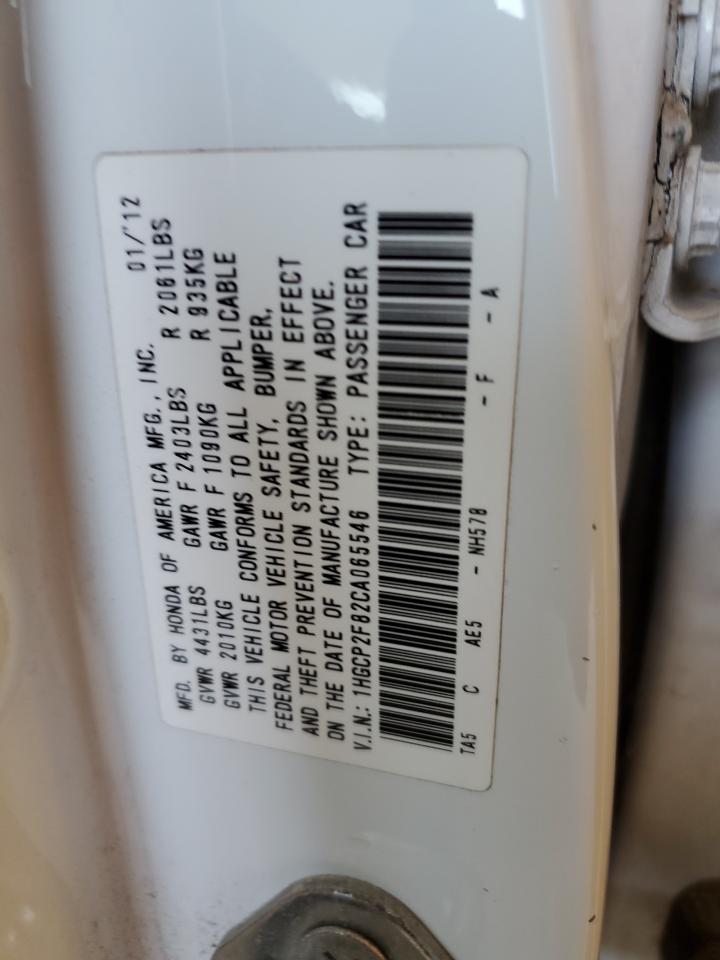 MFD. BY HONDA OF AMERICA MFG., INC. 01/'12
GVWR 4431LBS GAWR F 2403LBS R 2061LBS
GVWR 2010KG GAWR F 1090KG R 935KG
THIS VEHICLE CONFORMS TO ALL APPLICABLE
FEDERAL MOTOR VEHICLE SAFETY, BUMPER,
AND THEFT PREVENTION STANDARDS IN EFFECT
ON THE DATE OF MANUFACTURE SHOWN ABOVE.
V.I.N.: 1HGCP2F82CA065546 TYPE: PASSENGER CAR
TA5 C AE5 - NH578 - F - A